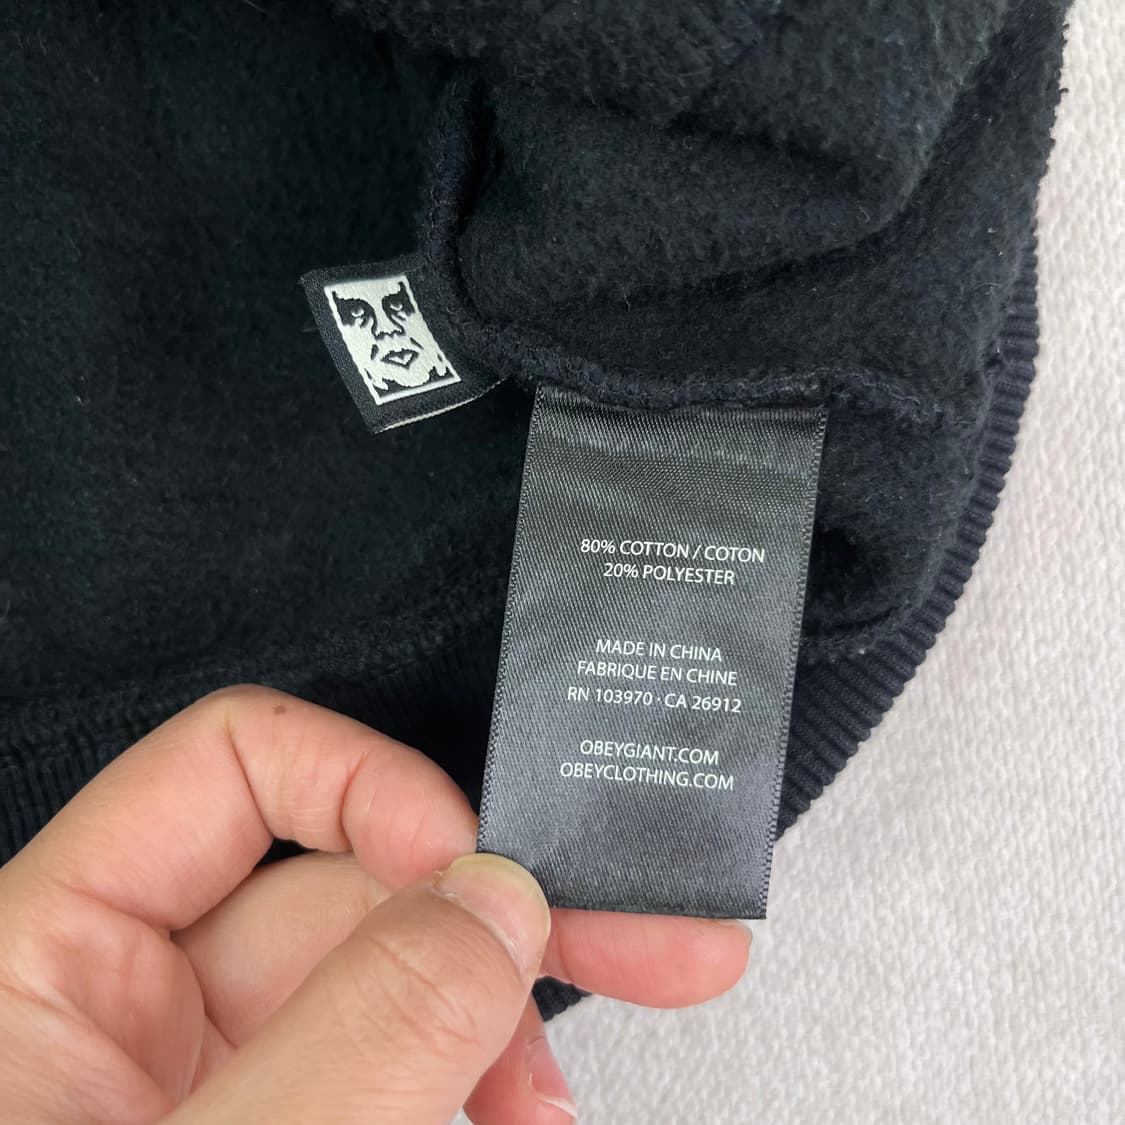 80% COTTON / COTON
20% POLYESTER
MADE IN CHINA
FABRIQUE EN CHINE
RN 103970 · CA 26912
OBEYGIANT.COM
OBEYCLOTHING.COM